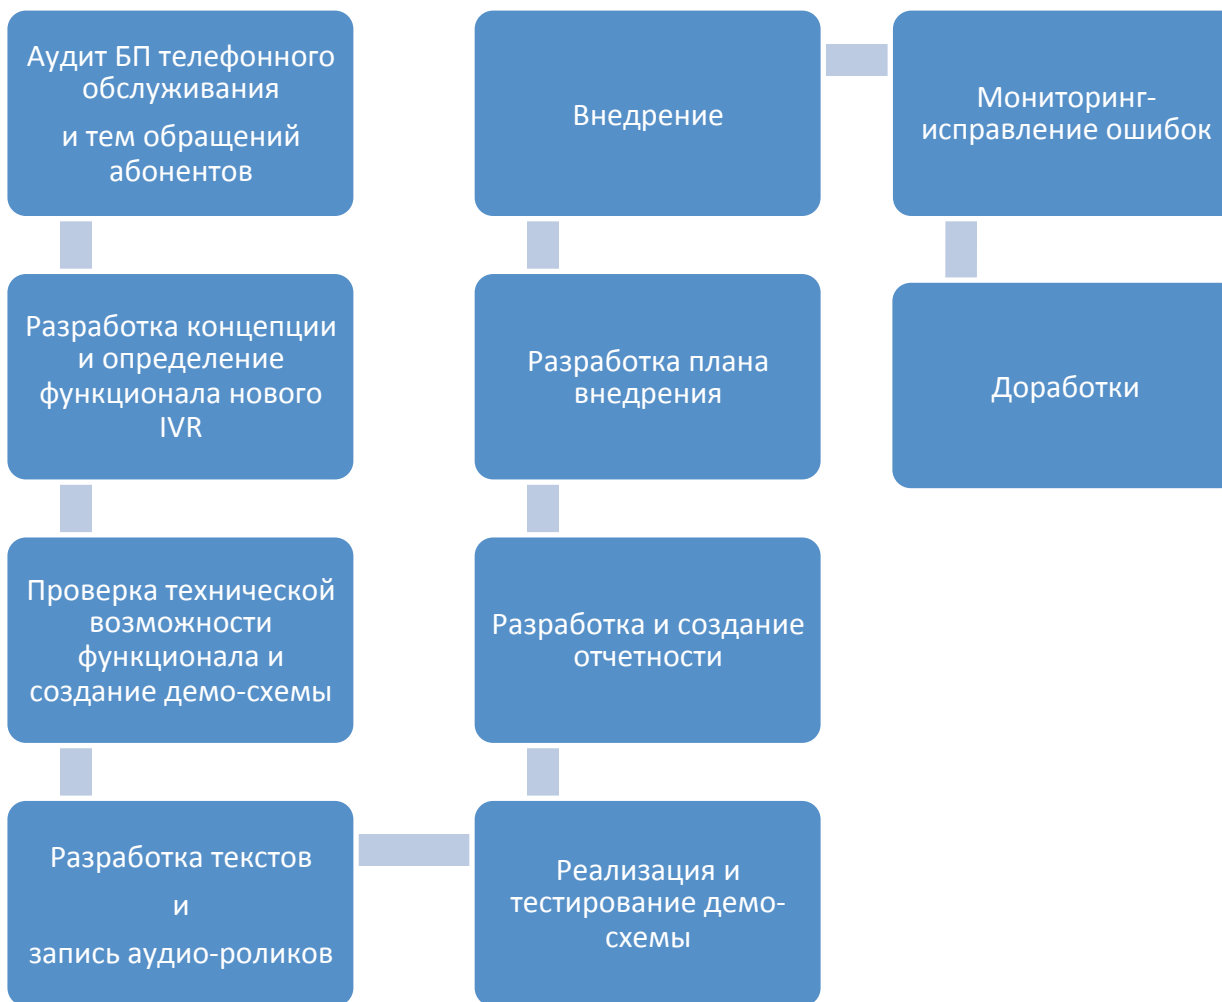 Аудит БП телефонного
обслуживания
и тем обращений
абонентов
Разработка концепции
и определение
функционала нового
IVR
Проверка технической
возможности
функционала и
создание демо-схемы
Разработка текстов
и
запись аудио-роликов
Реализация и
тестирование демо-
схемы
Разработка и создание
отчетности
Разработка плана
внедрения
Внедрение
Мониторинг-
исправление ошибок
Доработки